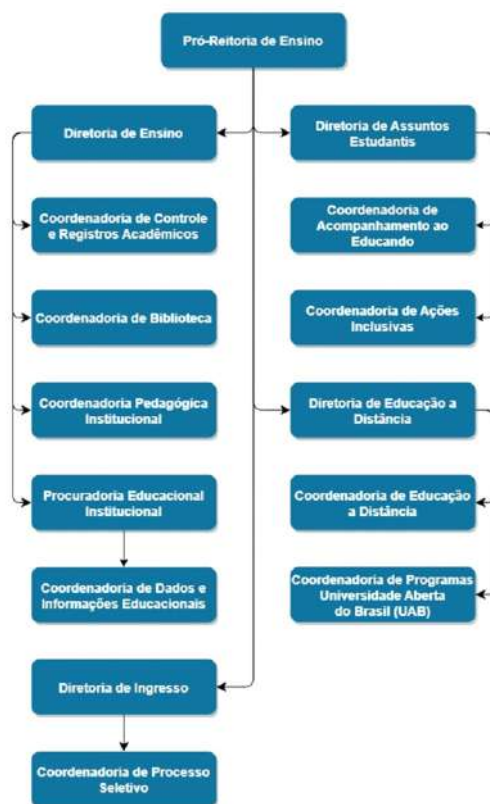 Pró-Reitoria de Ensino
Diretoria de Ensino
Diretoria de Assuntos
Estudantis
Coordenadoria de Controle
e Registros Acadêmicos
Coordenadoria de
Acompanhamento ao
Educando
Coordenadoria de Biblioteca
Coordenadoria de Ações
Inclusivas
Coordenadoria Pedagógica
Institucional
Diretoria de Educação a
Distância
Procuradoria Educacional
Institucional
Coordenadoria de Educação
a Distância
Coordenadoria de Dados e
Informações Educacionais
Coordenadoria de Programas
Universidade Aberta
do Brasil (UAB)
Diretoria de Ingresso
Coordenadoria de Processo
Seletivo